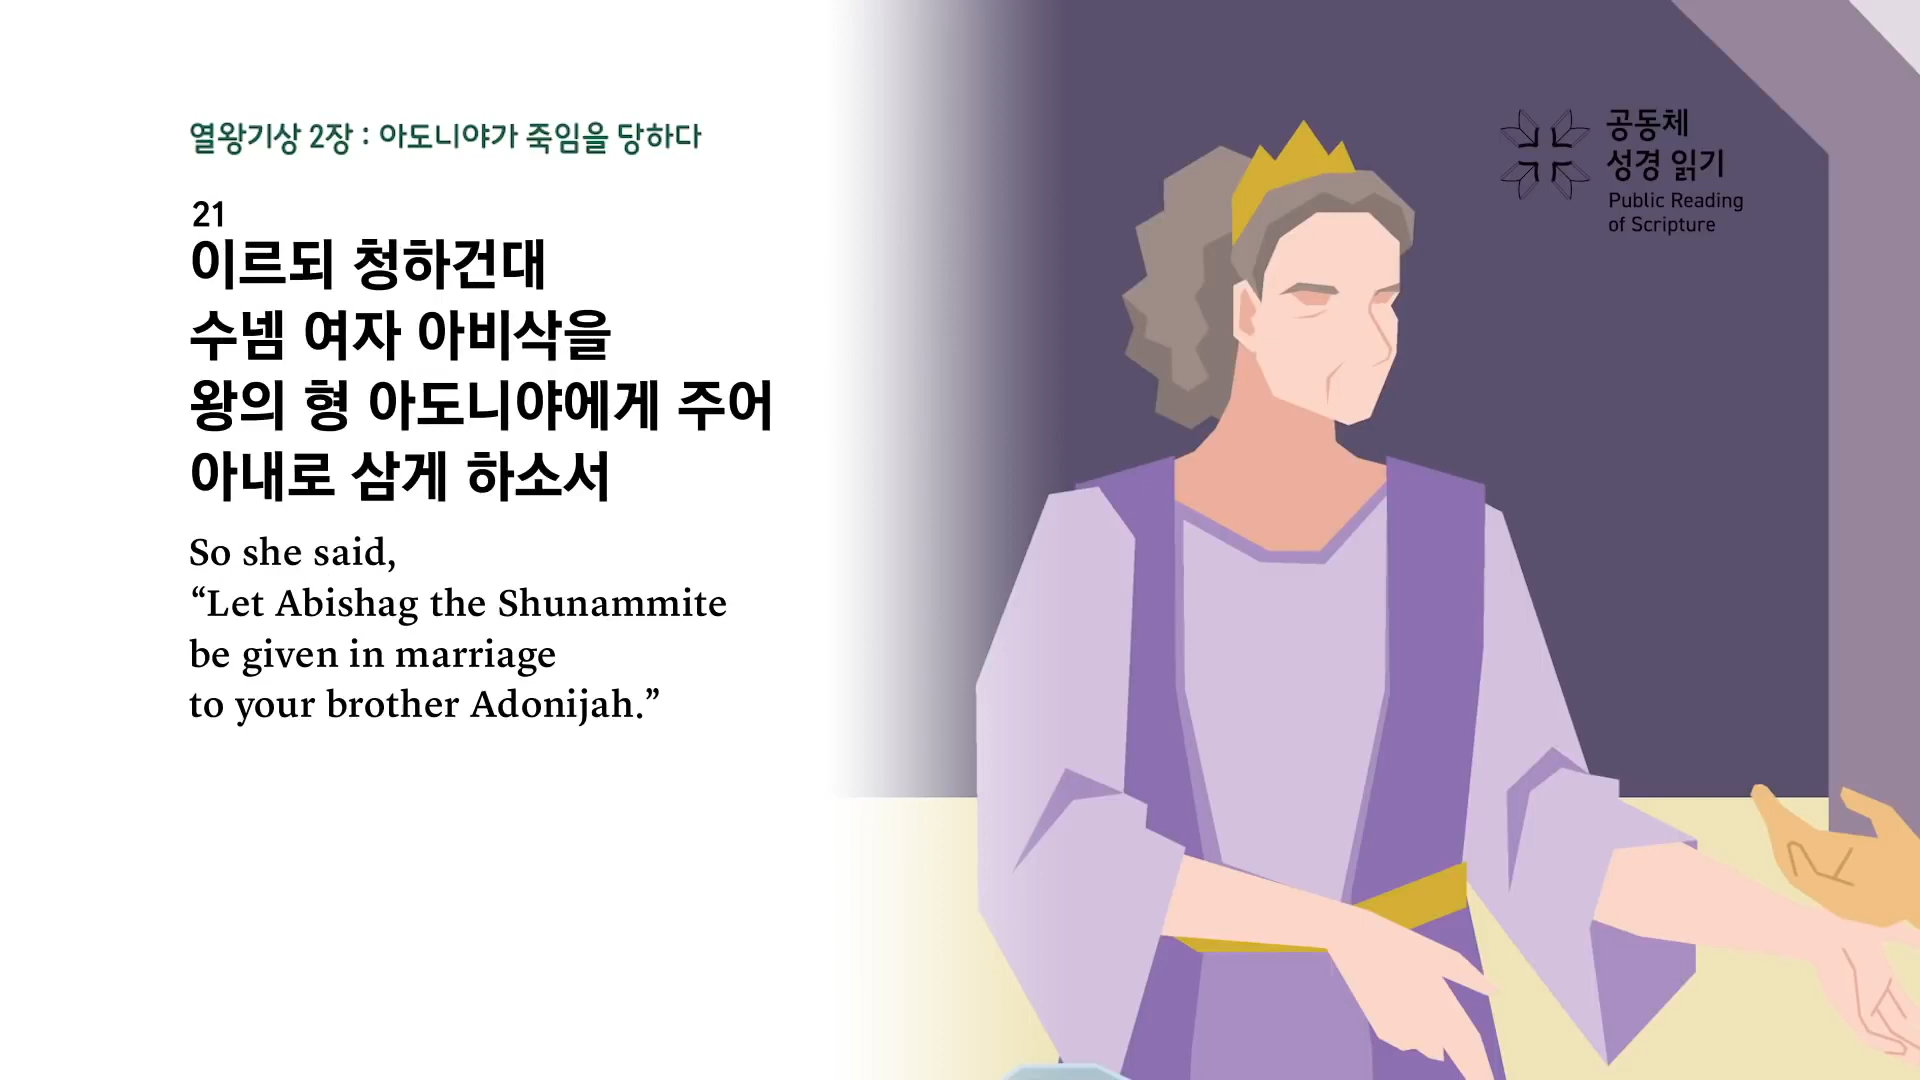 열왕기상 2장 : 아도니야가 죽임을 당하다
21
이르되 청하건대
수넴 여자 아비삭을
왕의 형 아도니야에게 주어
아내로 삼게 하소서
So she said,
“Let Abishag the Shunammite
be given in marriage
to your brother Adonijah.”
공동체
성경 읽기
Public Reading
of Scripture